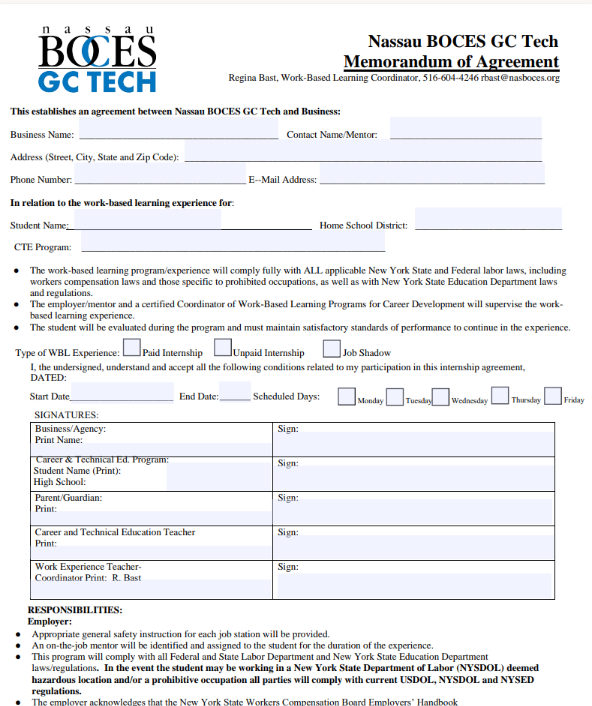 nassau
BOCES
GC TECH
Nassau BOCES GC Tech
Memorandum of Agreement
Regina Bast, Work-Based Learning Coordinator, 516-604-4246 rbast@nasboces.org
This establishes an agreement between Nassau BOCES GC Tech and Business:
Business Name: Contact Name/Mentor:
Address (Street, City, State and Zip Code):
Phone Number: E--Mail Address:
In relation to the work-based learning experience for:
Student Name: Home School District:
CTE Program:
● The work-based learning program/experience will comply fully with ALL applicable New York State and Federal labor laws, including
workers compensation laws and those specific to prohibited occupations, as well as with New York State Education Department laws
and regulations.
● The employer/mentor and a certified Coordinator of Work-Based Learning Programs for Career Development will supervise the work-
based learning experience.
● The student will be evaluated during the program and must maintain satisfactory standards of performance to continue in the experience.
Type of WBL Experience: Paid Internship Unpaid Internship Job Shadow
I, the undersigned, understand and accept all the following conditions related to my participation in this internship agreement,
DATED:
Start Date End Date: Scheduled Days: Monday Tuesday Wednesday Thursday Friday
SIGNATURES:
Business/Agency: Sign:
Print Name:
Career & Technical Ed. Program: Sign:
Student Name (Print):
High School:
Parent/Guardian: Sign:
Print:
Career and Technical Education Teacher Sign:
Print:
Work Experience Teacher- Sign:
Coordinator Print: R. Bast
RESPONSIBILITIES:
Employer:
● Appropriate general safety instruction for each job station will be provided.
● An on-the-job mentor will be identified and assigned to the student for the duration of the experience.
● This program will comply with all Federal and State Labor Department and New York State Education Department
laws/regulations. In the event the student may be working in a New York State Department of Labor (NYSDOL) deemed
hazardous location and/or a prohibitive occupation all parties will comply with current USDOL, NYSDOL and NYSED
regulations.
● The employer acknowledges that the New York State Workers Compensation Board Employers' Handbook